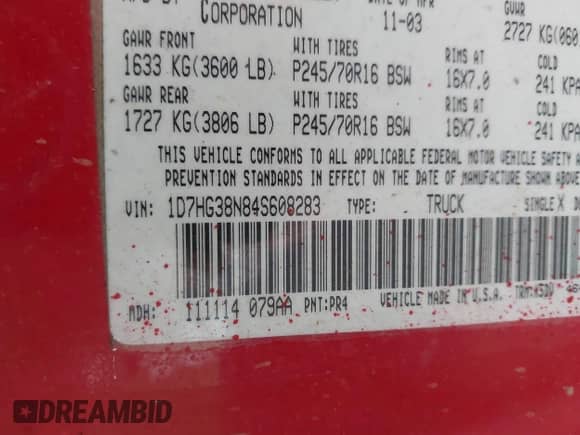 CORPORATION 11-03 GVWR
GAWR FRONT WITH TIRES RIMS AT COLD 2727 KG(060
1633 KG(3600 LB) P245/70R16 BSW 16X7.0 241 KPA
GAWR REAR WITH TIRES RIMS AT COLD
1727 KG(3806 LB) P245/70R16 BSW 16X7.0 241 KPA
THIS VEHICLE CONFORMS TO ALL APPLICABLE FEDERAL MOTOR VEHICLE SAFETY
PREVENTION STANDARDS IN EFFECT ON THE DATE OF MANUFACTURE SHOWN ABOVE
VIN: 1D7HG38N84S608283 TYPE: TRUCK SINGLE X
MDH: 111114 079AA PNT:PR4 VEHICLE MADE IN U.S.A.
DREAMBID